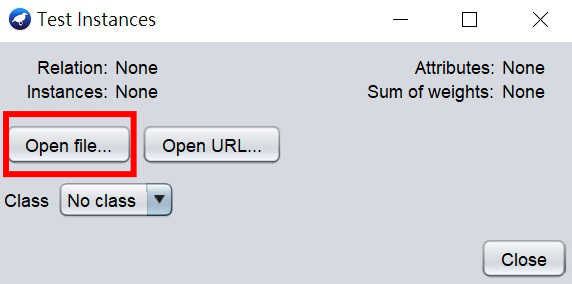 Test Instances
Relation: None Attributes: None
Instances: None Sum of weights: None
Open file... Open URL...
Class No class
Close